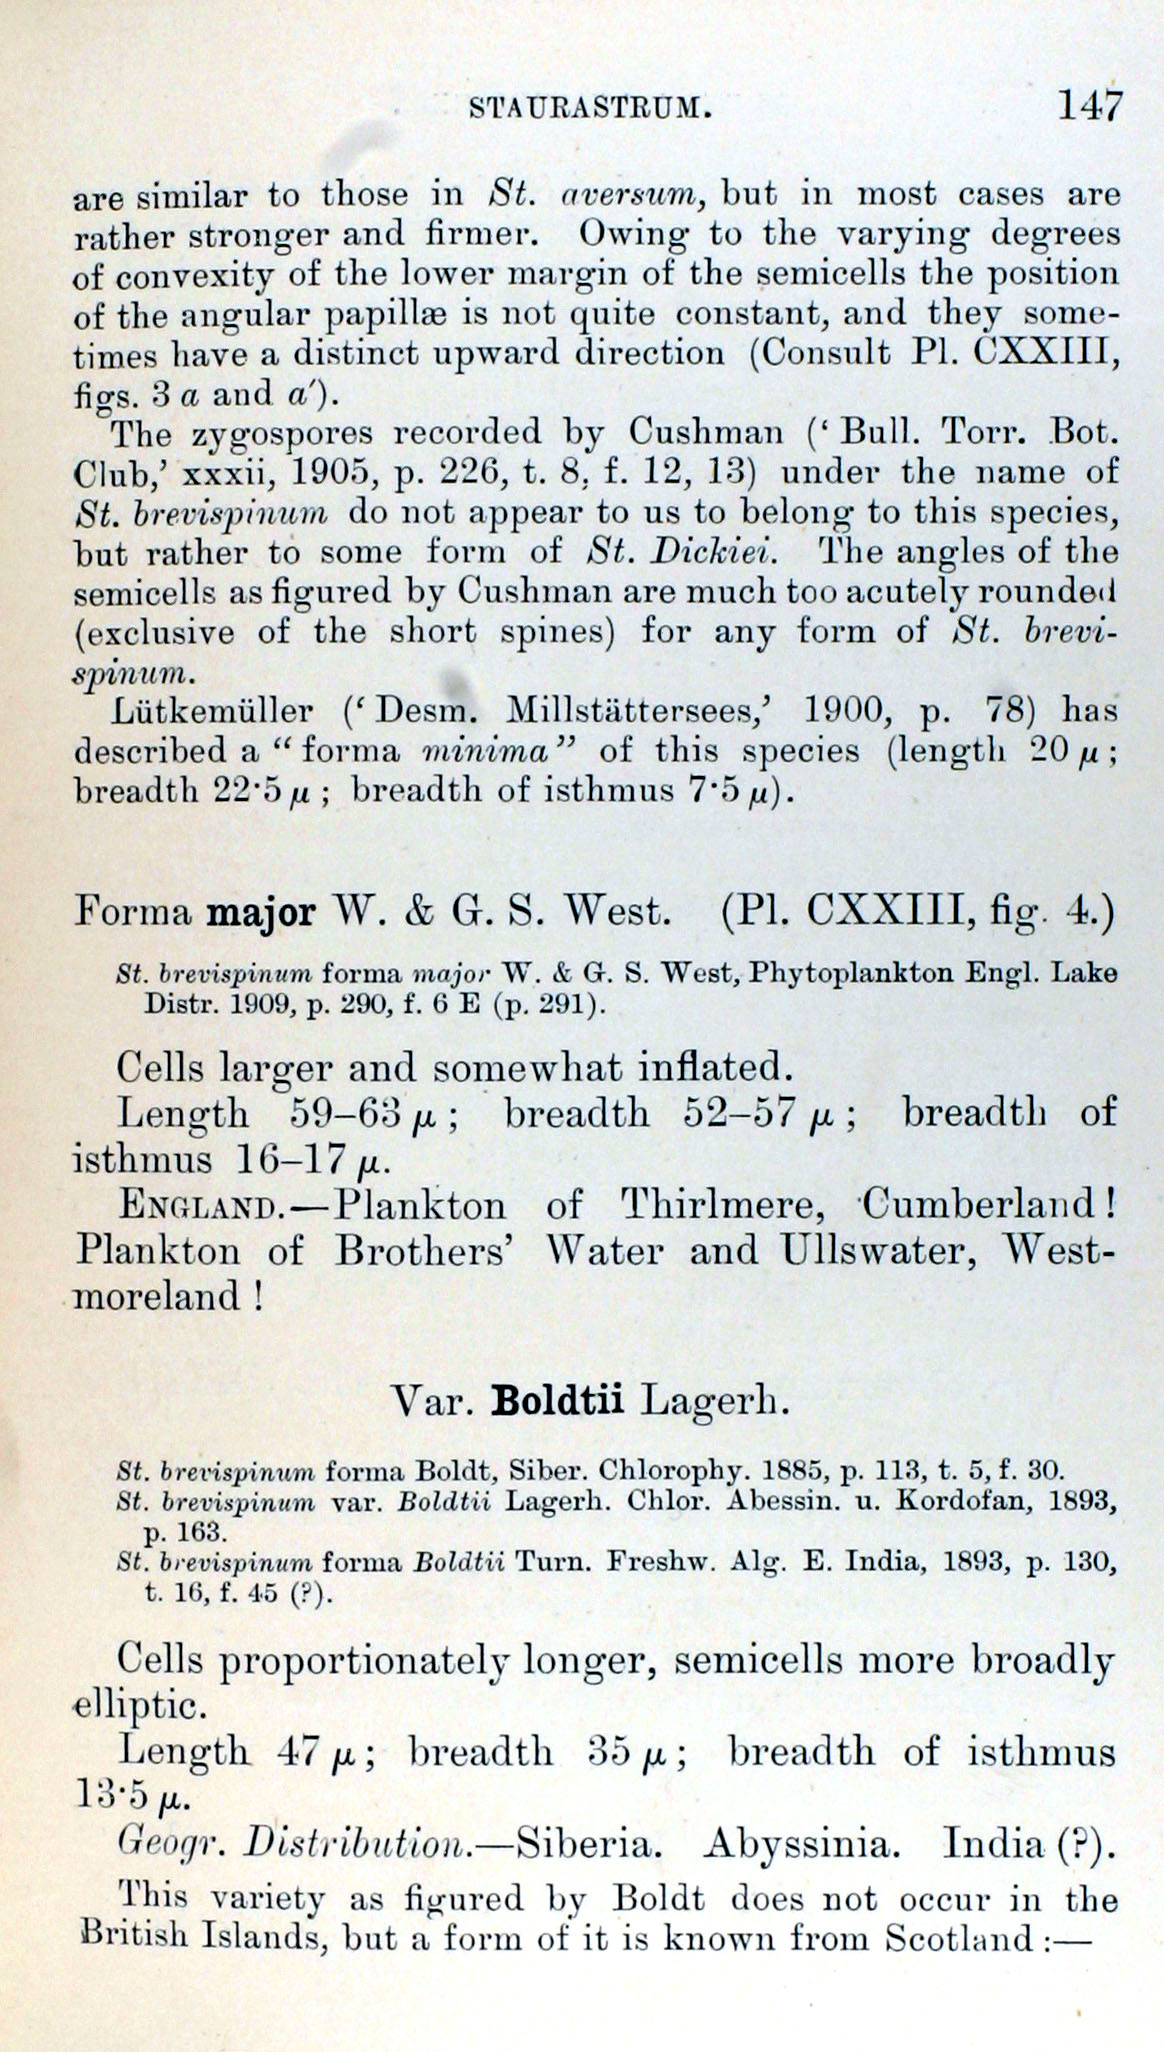 STAURASTRUM. 147
are similar to those in St. aversum, but in most cases are
rather stronger and firmer. Owing to the varying degrees
of convexity of the lower margin of the semicells the position
of the angular papillæ is not quite constant, and they some-
times have a distinct upward direction (Consult Pl. CXXIII,
figs. 3 a and a′).
The zygospores recorded by Cushman (‘ Bull. Torr. Bot.
Club,’ xxxii, 1905, p. 226, t. 8, f. 12, 13) under the name of
St. brevispinum do not appear to us to belong to this species,
but rather to some form of St. Dickiei. The angles of the
semicells as figured by Cushman are much too acutely rounded
(exclusive of the short spines) for any form of St. brevi-
spinum.
Lütkemüller (‘ Desm. Millstättersees,’ 1900, p. 78) has
described a “ forma minima ” of this species (length 20 μ ;
breadth 22·5 μ ; breadth of isthmus 7·5 μ).
Forma major W. & G. S. West. (Pl. CXXIII, fig. 4.)
St. brevispinum forma major W. & G. S. West, Phytoplankton Engl. Lake
Distr. 1909, p. 290, f. 6 E (p. 291).
Cells larger and somewhat inflated.
Length 59–63 μ ; breadth 52–57 μ ; breadth of
isthmus 16–17 μ.
ENGLAND.—Plankton of Thirlmere, Cumberland !
Plankton of Brothers’ Water and Ullswater, West-
moreland !
Var. Boldtii Lagerh.
St. brevispinum forma Boldt, Siber. Chlorophy. 1885, p. 113, t. 5, f. 30.
St. brevispinum var. Boldtii Lagerh. Chlor. Abessin. u. Kordofan, 1893,
p. 163.
St. brevispinum forma Boldtii Turn. Freshw. Alg. E. India, 1893, p. 130,
t. 16, f. 45 (?).
Cells proportionately longer, semicells more broadly
elliptic.
Length 47 μ ; breadth 35 μ ; breadth of isthmus
13·5 μ.
Geogr. Distribution.—Siberia. Abyssinia. India (?).
This variety as figured by Boldt does not occur in the
British Islands, but a form of it is known from Scotland :—